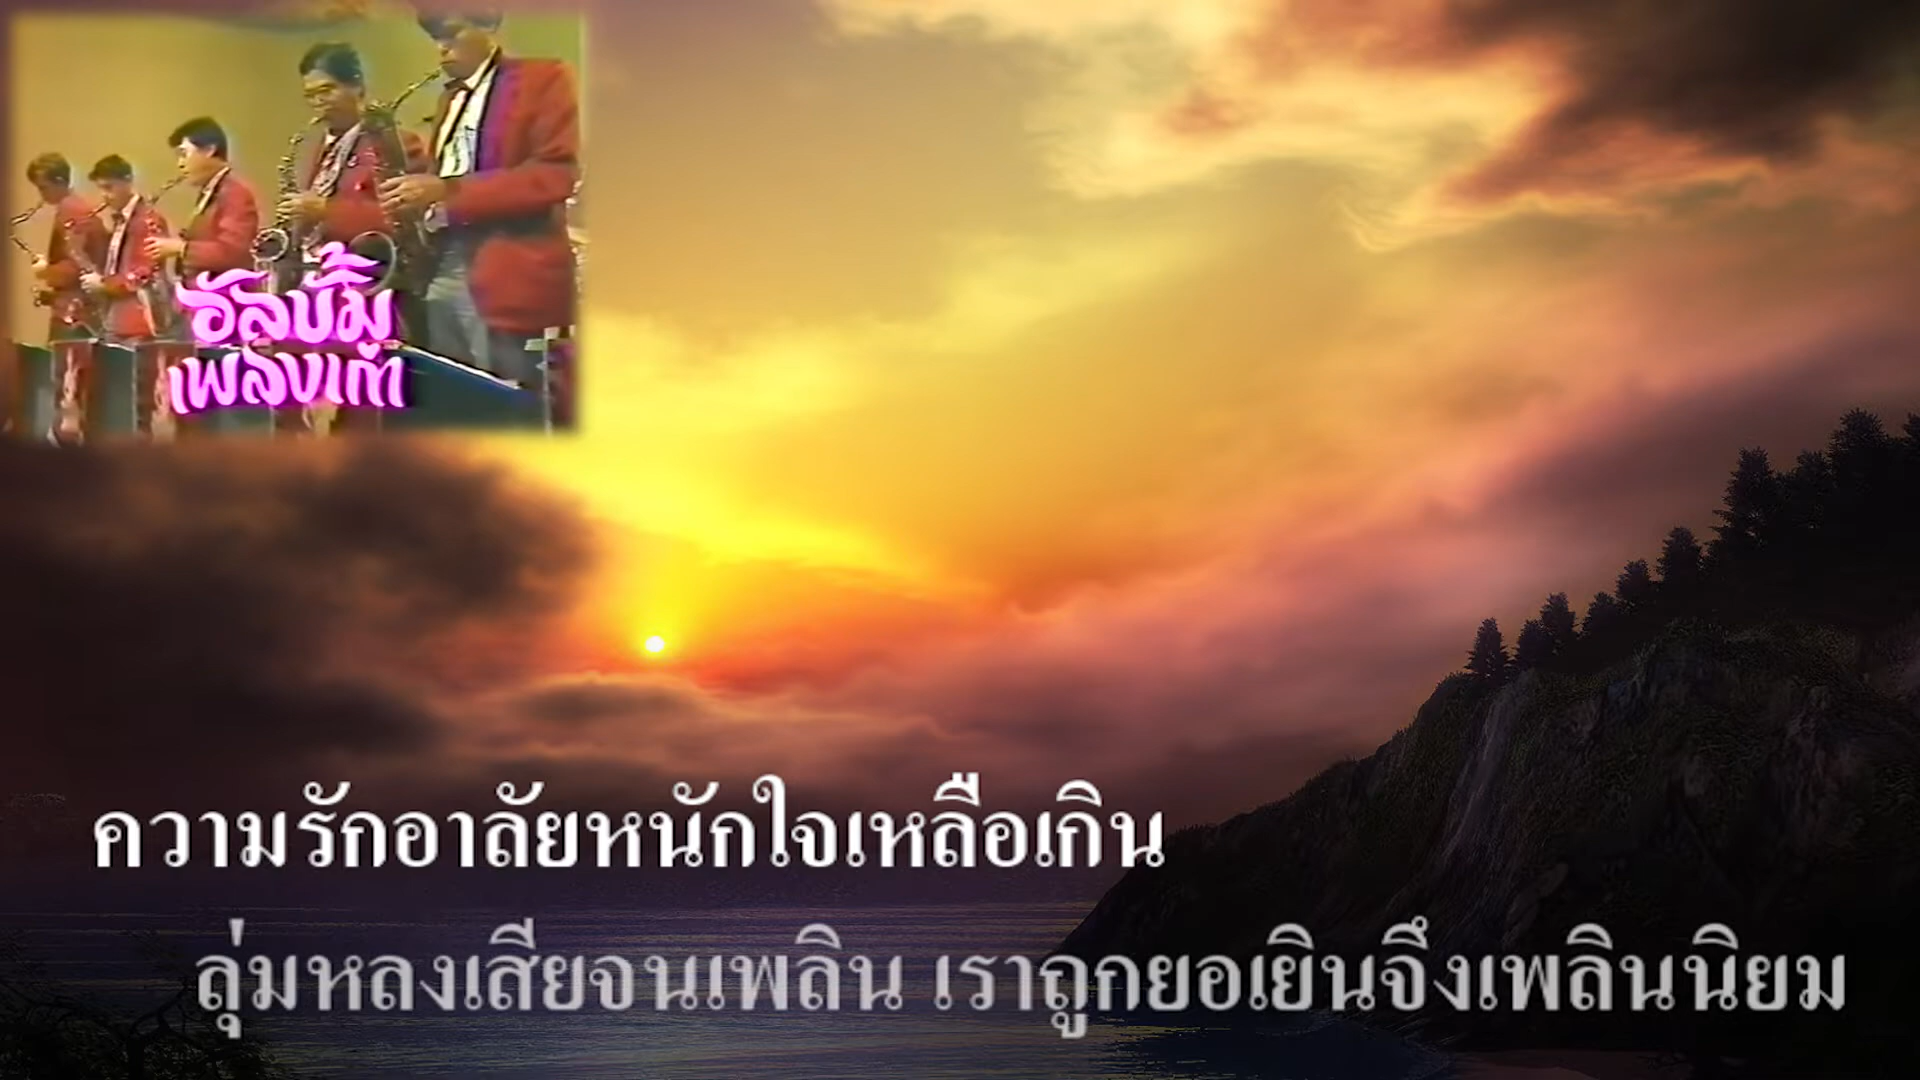 อัลบั้ม
เพลงเก่า
ความรักอาลัยหนักใจเหลือเกิน
ลุ่มหลงเสียจนเพลิน เราถูกยอเยินจึงเพลินนิยม